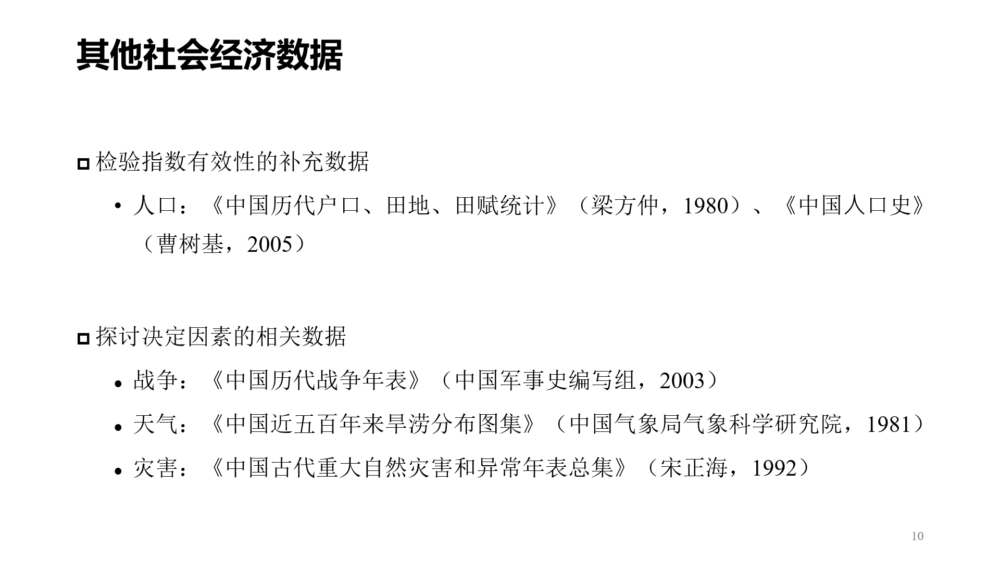 其他社会经济数据
检验指数有效性的补充数据
• 人口：《中国历代户口、田地、田赋统计》（梁方仲，1980）、《中国人口史》
（曹树基，2005）
探讨决定因素的相关数据
• 战争：《中国历代战争年表》（中国军事史编写组，2003）
• 天气：《中国近五百年来旱涝分布图集》（中国气象局气象科学研究院，1981）
• 灾害：《中国古代重大自然灾害和异常年表总集》（宋正海，1992）
10